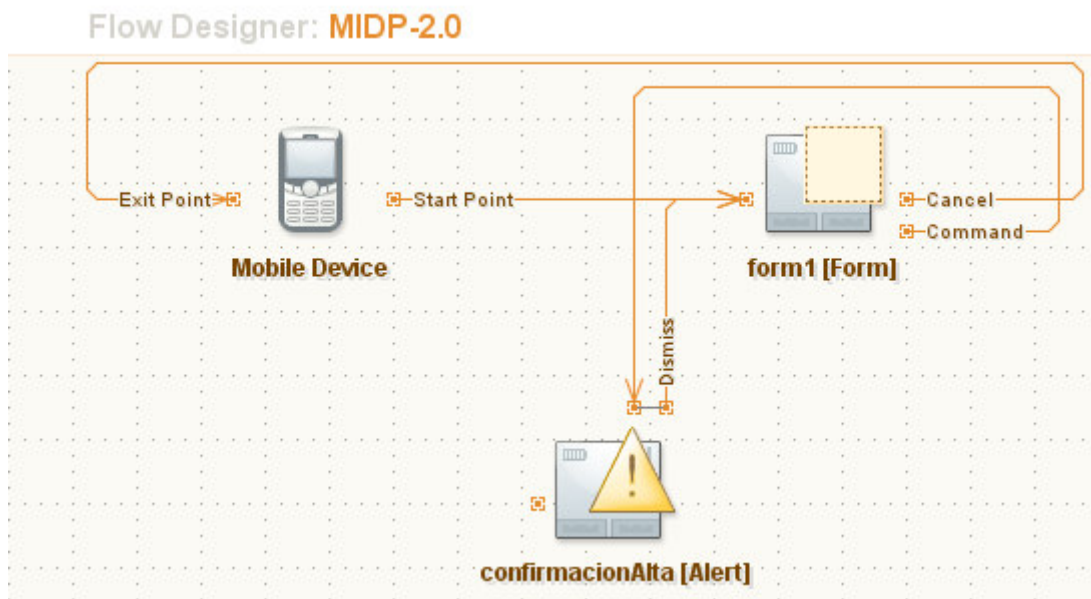 Flow Designer: MIDP-2.0
Exit Point
Start Point
Cancel
Command
Mobile Device
form1 [Form]
Dismiss
confirmacionAlta [Alert]